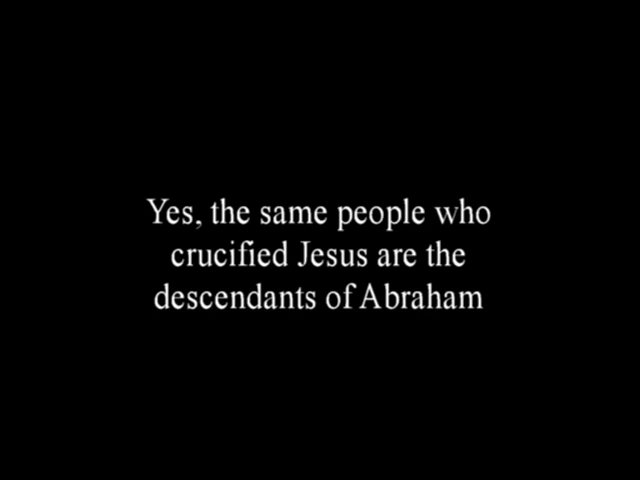 Yes, the same people who
crucified Jesus are the
descendants of Abraham